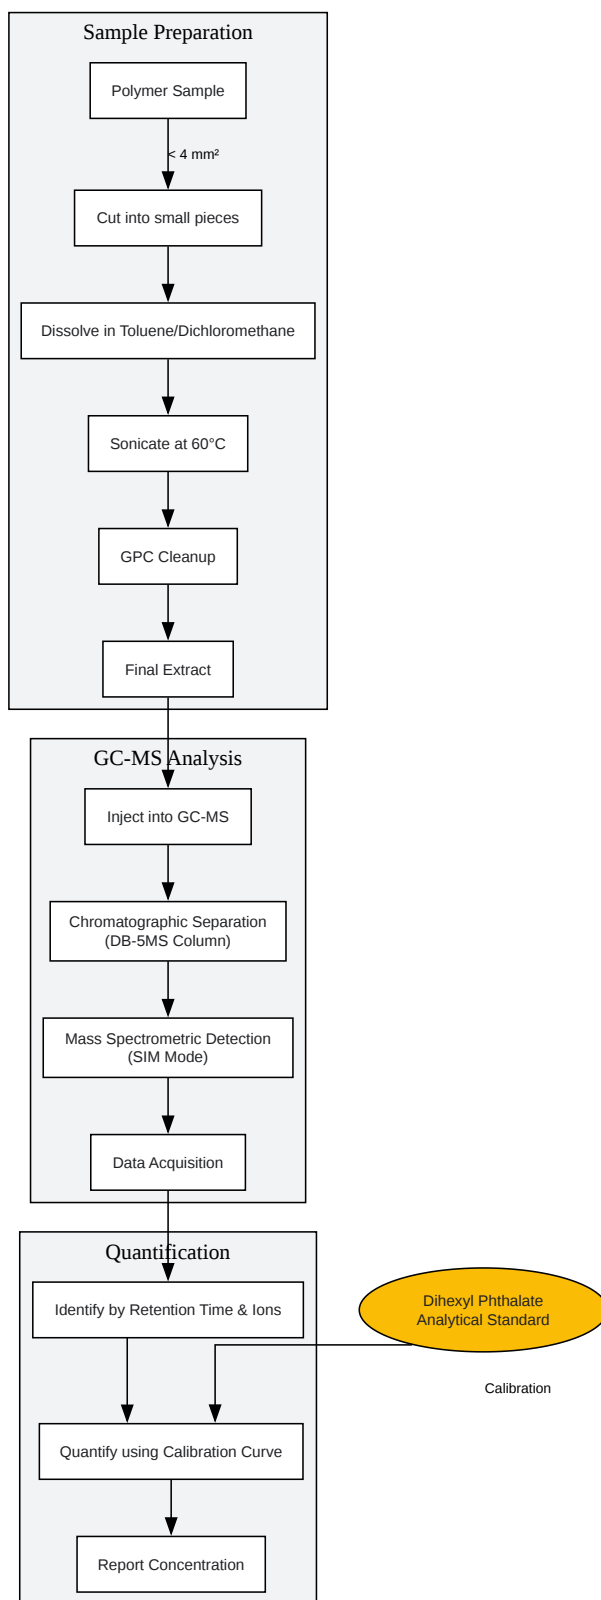 Sample Preparation
Polymer Sample
< 4 mm²
Cut into small pieces
Dissolve in Toluene/Dichloromethane
Sonicate at 60°C
GPC Cleanup
Final Extract
GC-MS Analysis
Inject into GC-MS
Chromatographic Separation
(DB-5MS Column)
Mass Spectrometric Detection
(SIM Mode)
Data Acquisition
Quantification
Identify by Retention Time & Ions
Dihexyl Phthalate
Analytical Standard
Calibration
Quantify using Calibration Curve
Report Concentration